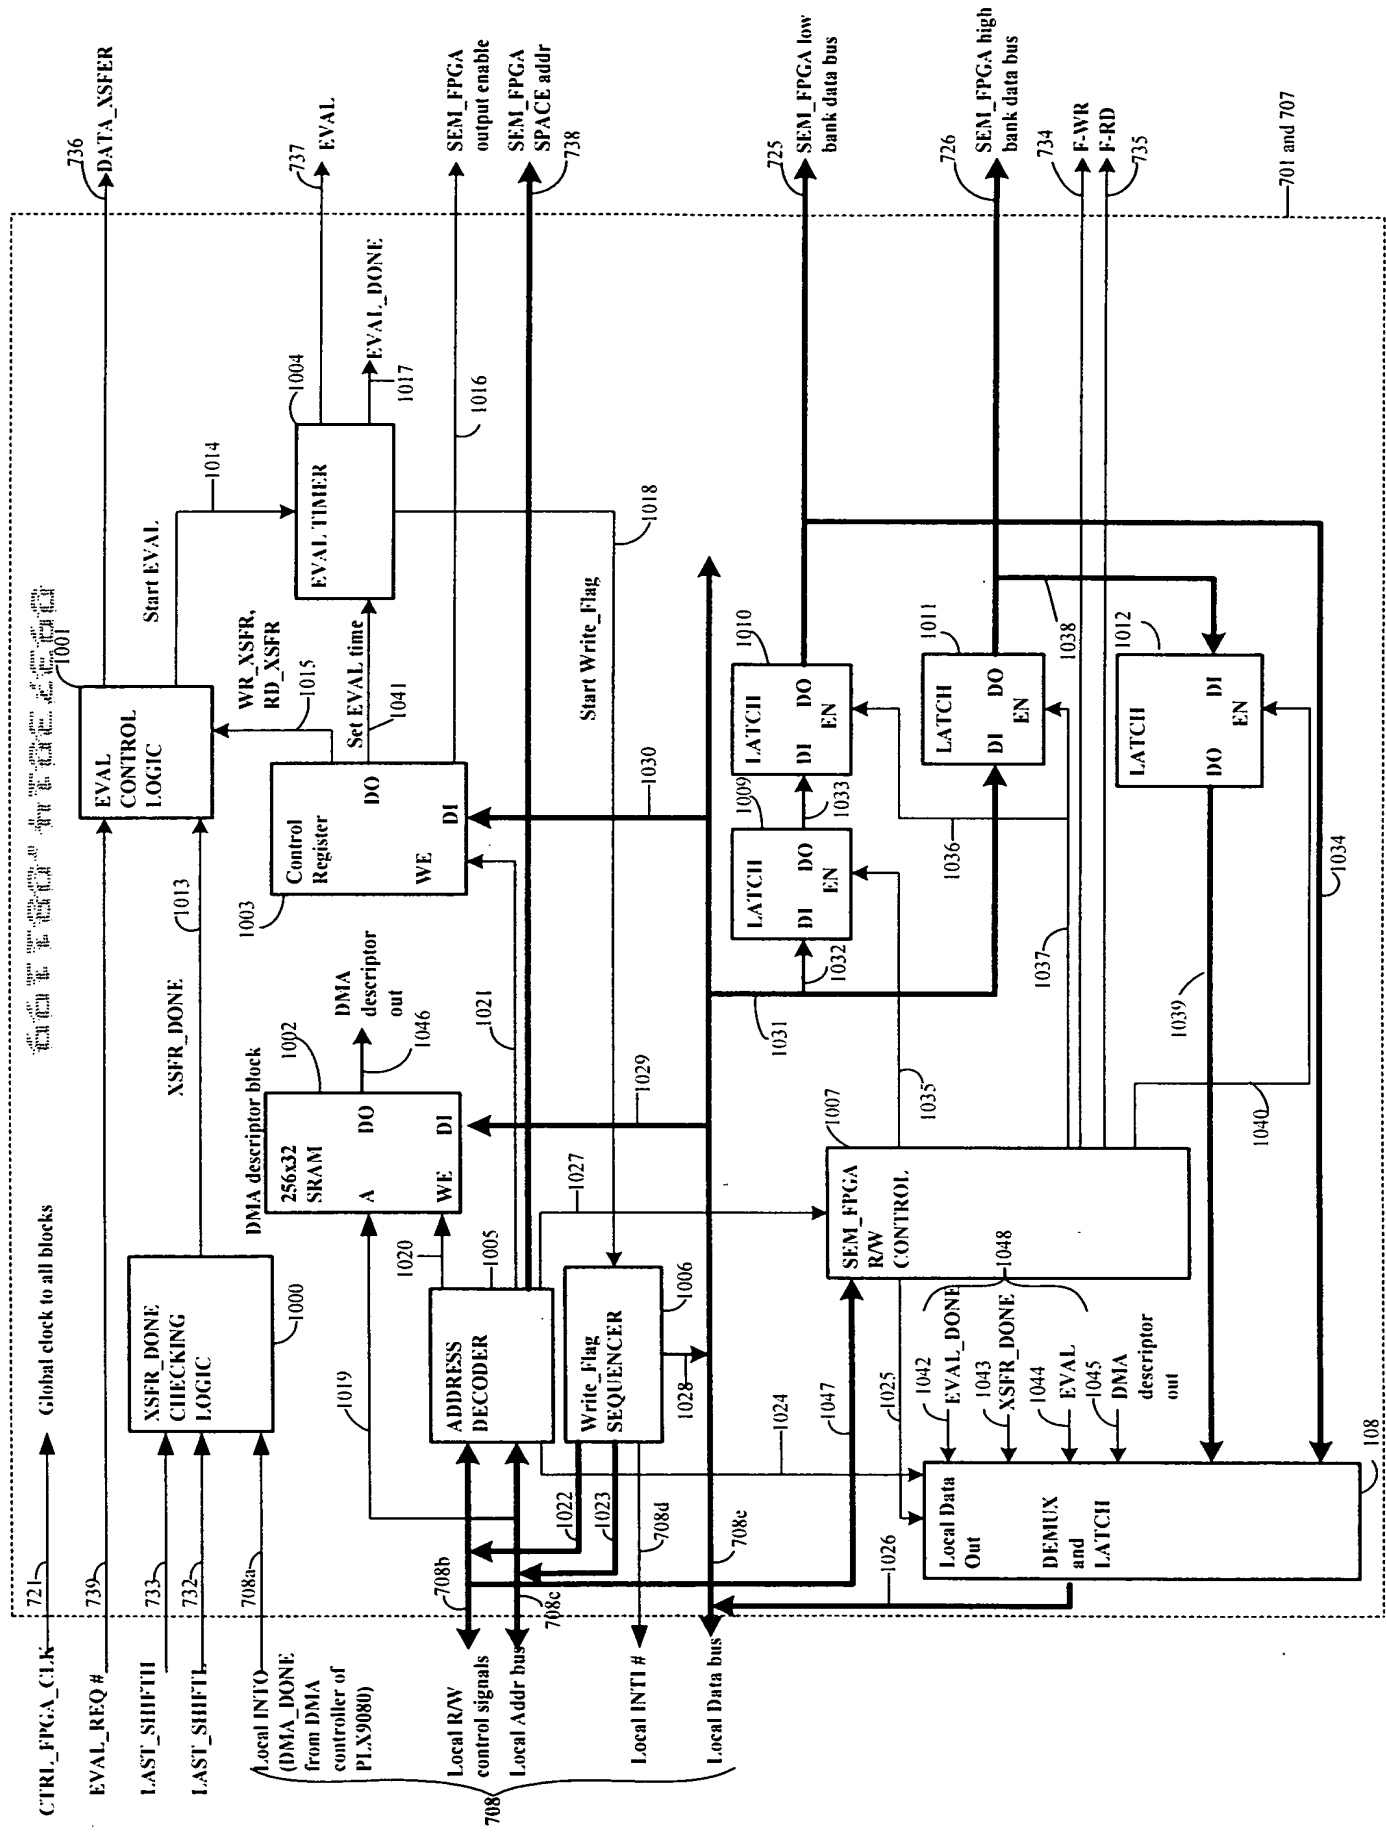 CTRL_FPGA_CLK
721
Global clock to all blocks
EVAL_REQ #
739
LAST_SHIFTH
733
LAST_SHIFTL
732
Local INTO
(DMA_DONE
from DMA
controller of
PLX9080)
708a
XSFR_DONE
CHECKING
LOGIC
1000
XSFR_DONE
1013
EVAL
CONTROL
LOGIC
1001
736
DATA_XSFER
Start EVAL
1014
WR_XSFR,
RD_XSFR
1015
EVAL TIMER
1004
737
EVAL
EVAL_DONE
1017
Set EVAL time
1041
Control
Register
DO
WE
DI
1003
1016
SEM_FPGA
output enable
SEM_FPGA
SPACE addr
738
DMA descriptor block
256x32
SRAM
A
DO
WE
DI
1002
DMA
descriptor
out
1046
1019
1020
1021
ADDRESS
DECODER
1005
Local R/W
control signals
708b
Local Addr bus
708c
1022
1023
Write_Flag
SEQUENCER
1006
1027
1018
Start Write_Flag
Local INTI #
708d
1028
1029
1030
Local Data bus
708e
708
1024
1047
1025
1026
1031
1032
LATCH
DI
DO
EN
1009
1033
LATCH
DI
DO
EN
1010
725
SEM_FPGA low
bank data bus
LATCH
DI
DO
EN
1011
726
SEM_FPGA high
bank data bus
734
F-WR
F-RD
735
SEM_FPGA
R/W
CONTROL
1007
1035
1036
1037
1038
LATCH
DO
DI
EN
1012
1039
1040
1034
1048
1042
EVAL_DONE
1043
XSFR_DONE
1044
EVAL
1045
DMA
descriptor
out
Local Data
Out
DEMUX
and
LATCH
108
701 and 707